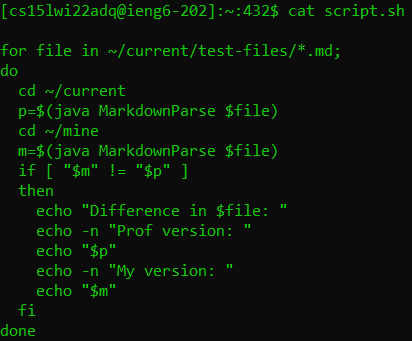 [cs15lwi22adq@ieng6-202]:~:432$ cat script.sh
for file in ~/current/test-files/*.md;
do
  cd ~/current
  p=$(java MarkdownParse $file)
  cd ~/mine
  m=$(java MarkdownParse $file)
  if [ "$m" != "$p" ]
  then
    echo "Difference in $file: "
    echo -n "Prof version: "
    echo "$p"
    echo -n "My version: "
    echo "$m"
  fi
done